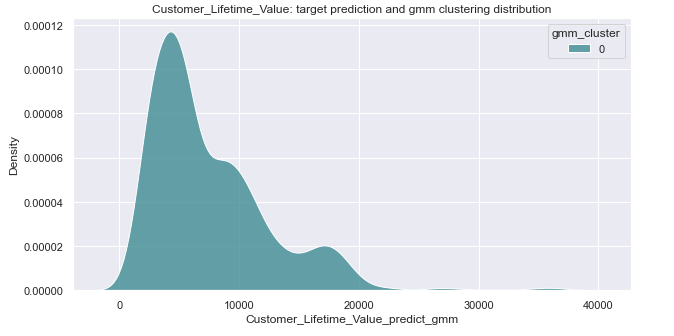 Customer_Lifetime_Value: target prediction and gmm clustering distribution
gmm_cluster
0
0.00012
0.00010
0.00008
0.00006
0.00004
0.00002
0.00000
Density
0 10000 20000 30000 40000
Customer_Lifetime_Value_predict_gmm